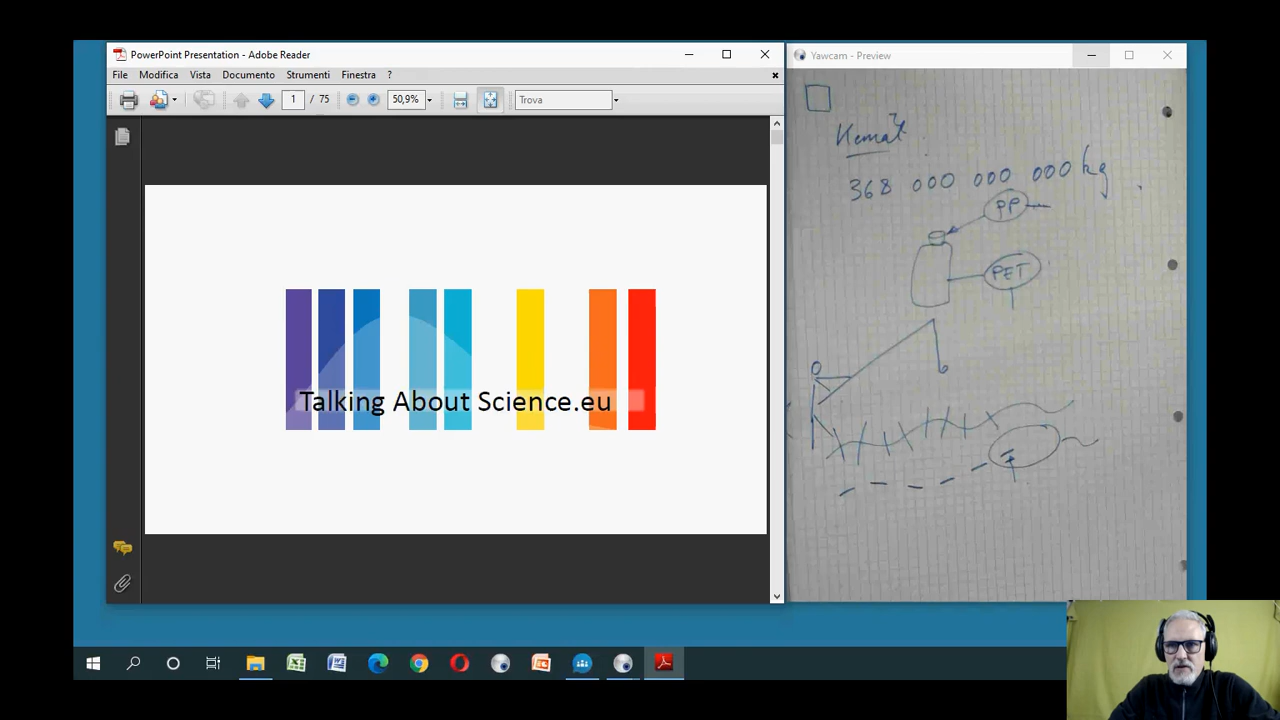 PowerPoint Presentation - Adobe Reader
File Modifica Vista Documento Strumenti Finestra ?
1 / 75 50,9% Trova
Talking About Science.eu
Yawcam - Preview
368 000 000 000 kg
PP
PET